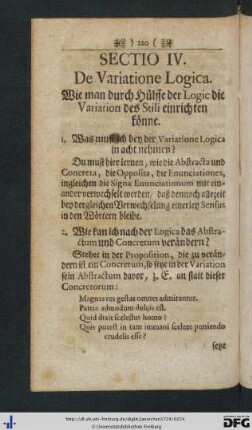 ) 220 (
SECTIO IV.
De Variatione Logica.
Wie man durch Hülffe der Logic die
Variation des Stili einrichten
könne.
1. Was muß ich bey der Variatione Logica
in acht nehmen?
Du must hier lernen, wie die Abstracta und
Concreta, die Opposita, die Enunciationes,
ingleichen die Signa Enunciationum mit ein-
ander verwechselt werden, daß dennoch allezeit
bey dergleichen Verwechselung einerley Sensus
in den Wörtern bleibe.
2. Wie kan ich nach der Logica das Abstra-
ctum und Concretum verändern?
Stehet in der Proposition, die zu verän-
dern ist ein Concretum, so setze in der Variation
sein Abstractum davor, z. E. an statt dieser
Concretorum:
Magnas res gestas omnes admirantur.
Patria admodum dulcis est.
Quid dixit scelestus homo?
Quis potest in tam immani scelere puniendo
crudelis esse?
setze
© Universitätsbibliothek Freiburg
DFG